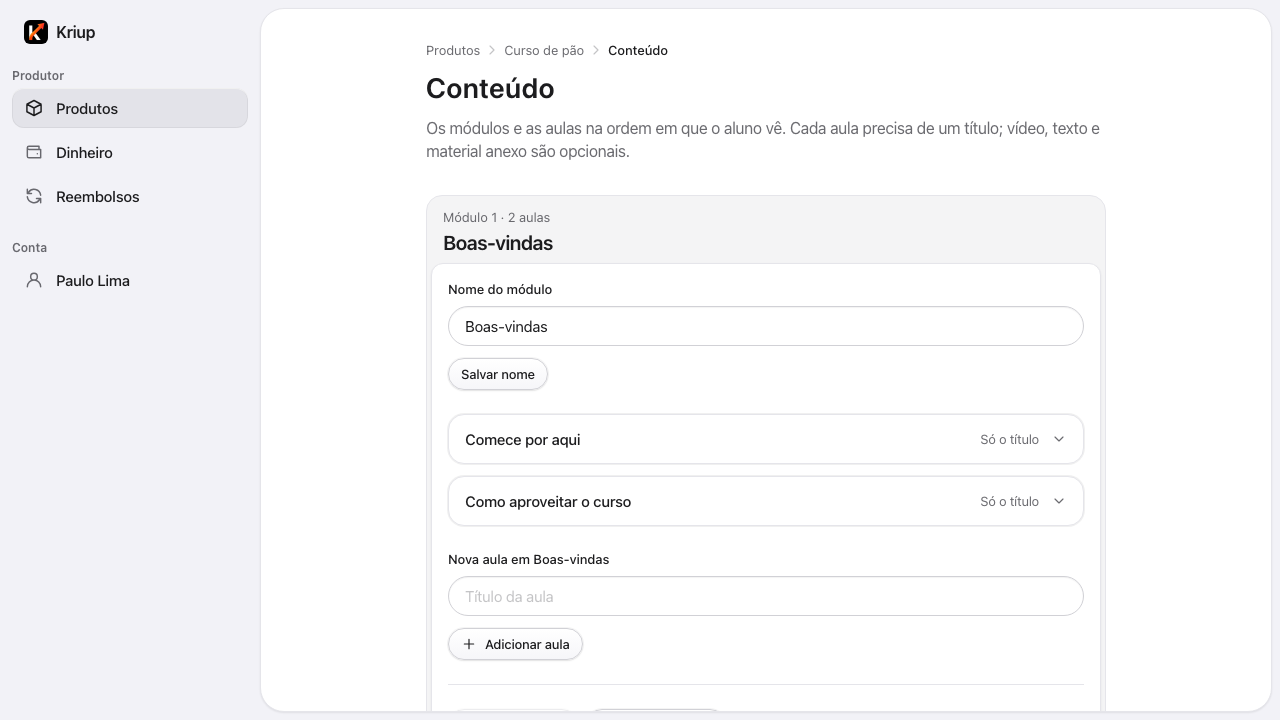 Kriup
Produtor
Produtos
Dinheiro
Reembolsos
Conta
Paulo Lima
Produtos > Curso de pão > Conteúdo
Conteúdo
Os módulos e as aulas na ordem em que o aluno vê. Cada aula precisa de um título; vídeo, texto e
material anexo são opcionais.
Módulo 1 · 2 aulas
Boas-vindas
Nome do módulo
Boas-vindas
Salvar nome
Comece por aqui Só o título
Como aproveitar o curso Só o título
Nova aula em Boas-vindas
Título da aula
+ Adicionar aula